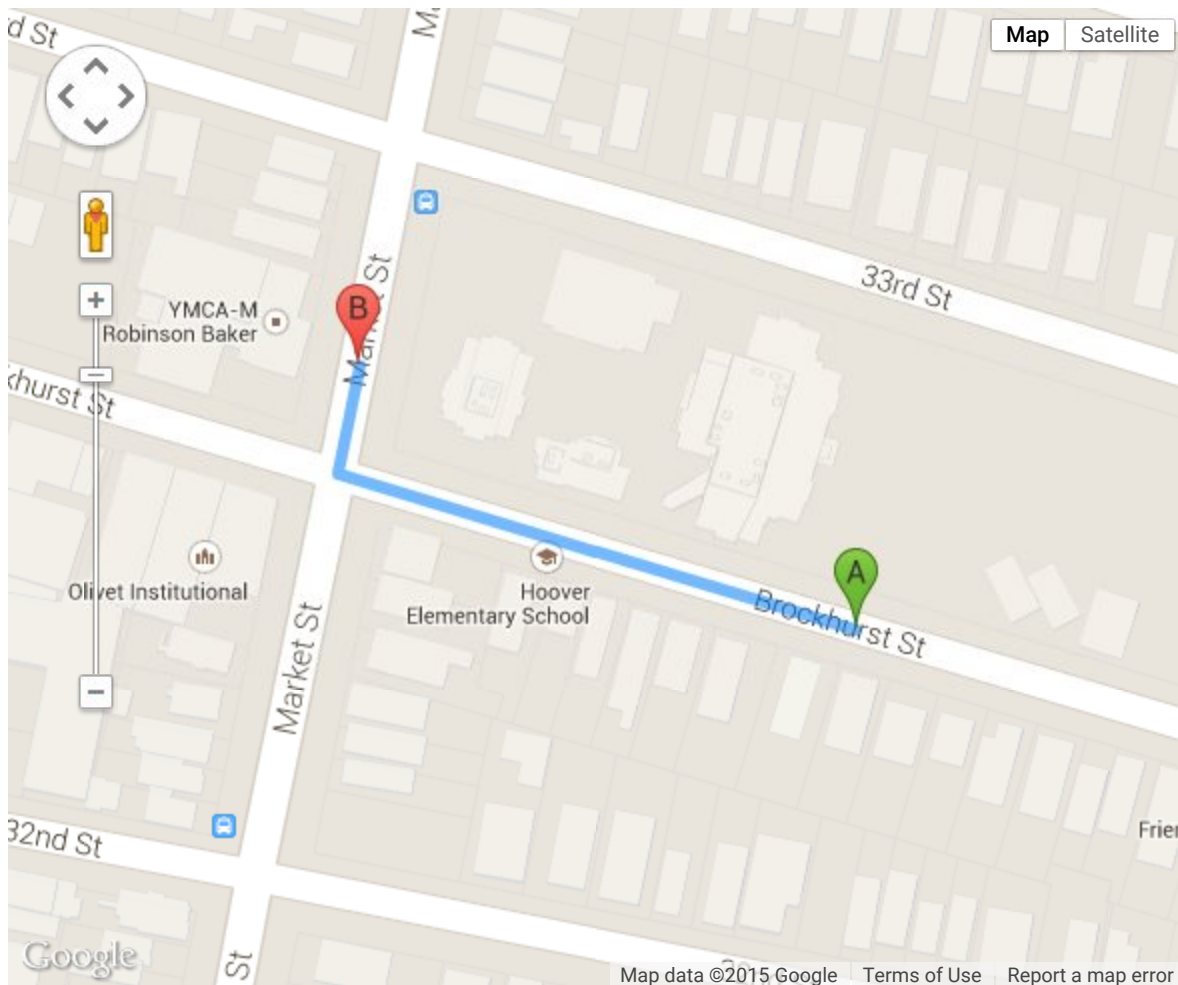 d St
Map
Satellite
33rd St
Market St
B
YMCA-M
Robinson Baker
khurst St
Olivet Institutional
Hoover
Elementary School
A
Brockhurst St
Market St
32nd St
Frier
St
Google
Map data ©2015 Google
Terms of Use
Report a map error